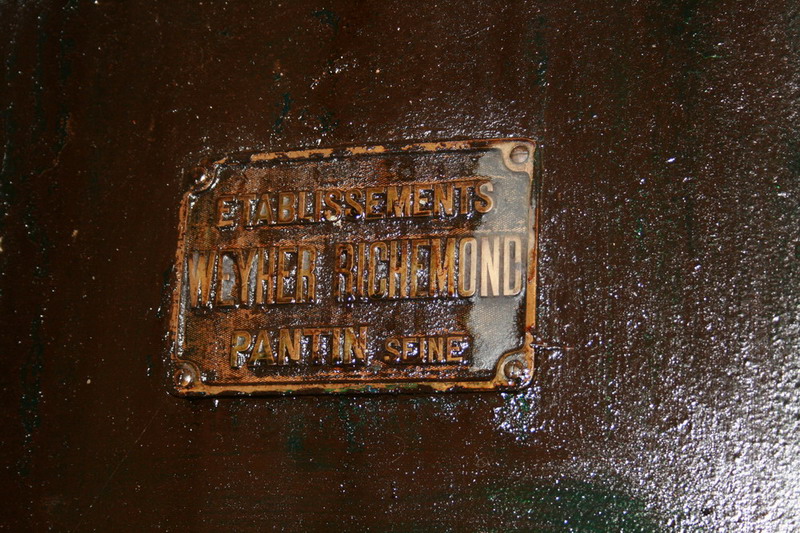 ETABLISSEMENTS
WEYHER RICHEMOND
PANTIN SEINE